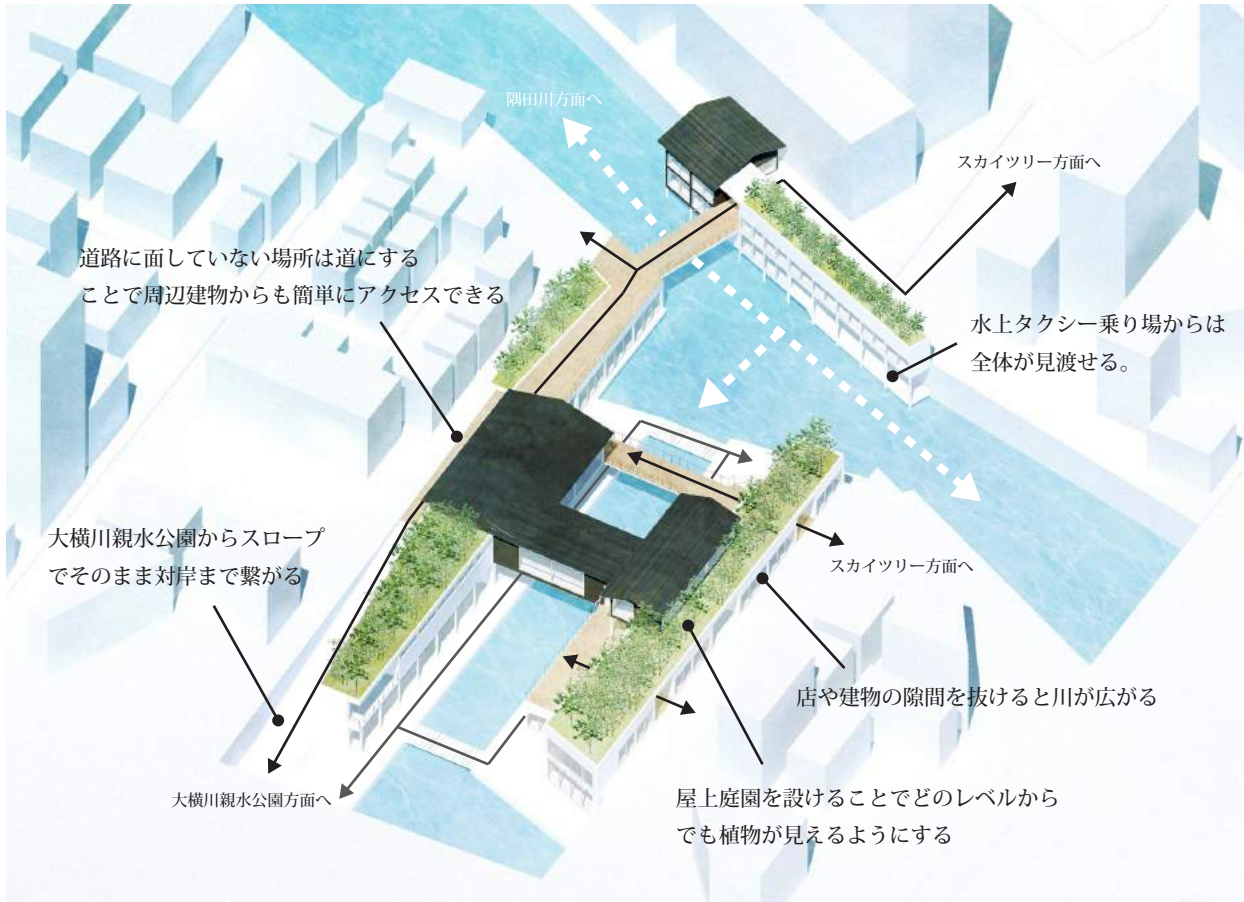 隅田川方面へ
スカイツリー方面へ
道路に面していない場所は道にする
ことで周辺建物からも簡単にアクセスできる
水上タクシー乗り場からは
全体が見渡せる。
大横川親水公園からスロープ
でそのまま対岸まで繋がる
スカイツリー方面へ
店や建物の隙間を抜けると川が広がる
大横川親水公園方面へ
屋上庭園を設けることでどのレベルから
でも植物が見えるようにする